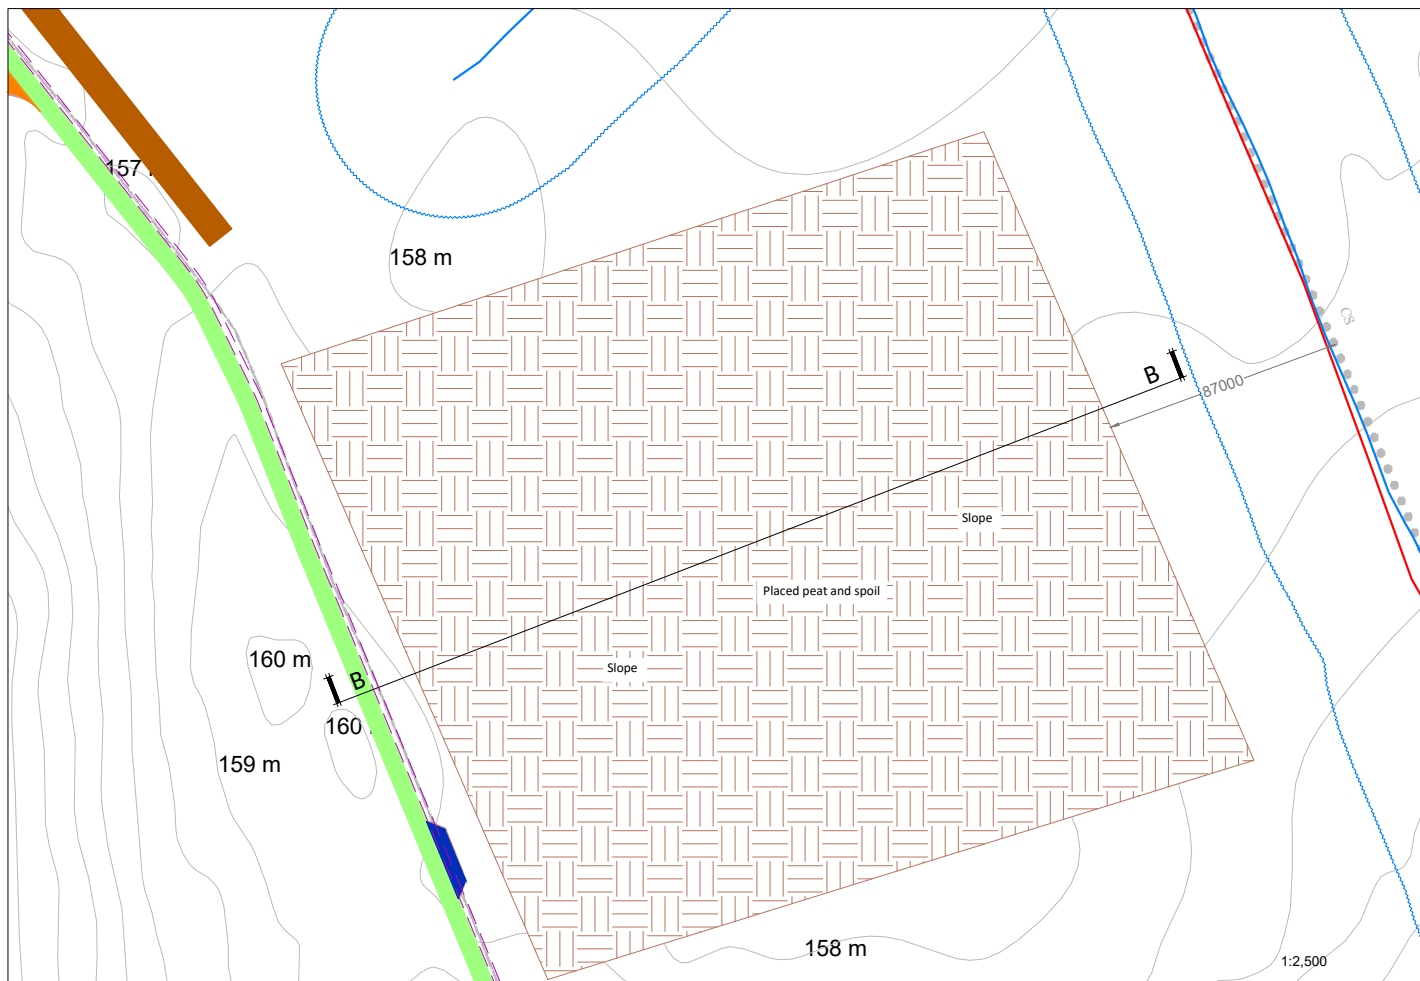 157
158 m
CS
B
87000
Slope
Placed peat and spoil
Slope
160 m
B
160
159 m
158 m
1:2,500